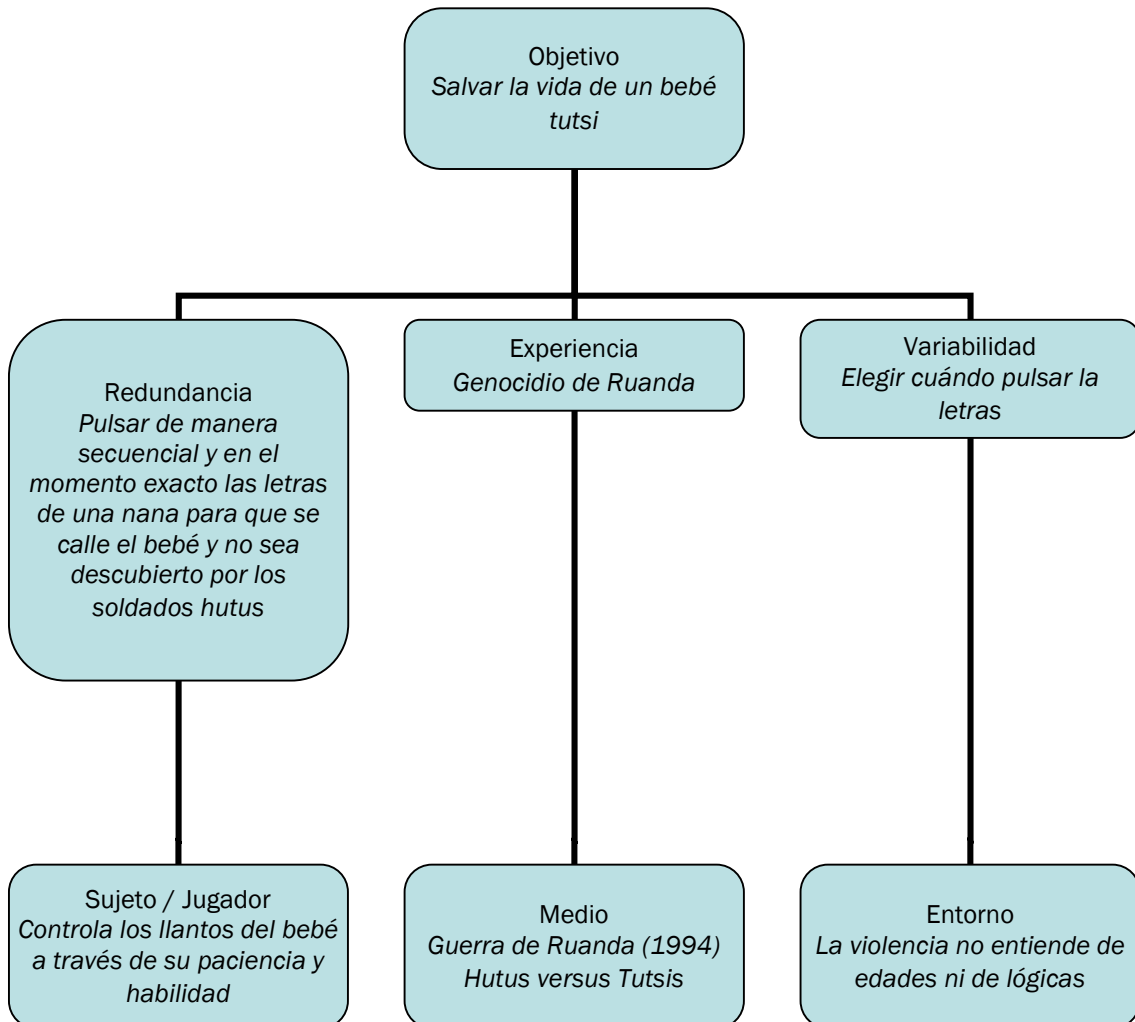 Objetivo
Salvar la vida de un bebé
tutsi
Redundancia
Pulsar de manera
secuencial y en el
momento exacto las letras
de una nana para que se
calle el bebé y no sea
descubierto por los
soldados hutus
Experiencia
Genocidio de Ruanda
Variabilidad
Elegir cuándo pulsar la
letras
Sujeto / Jugador
Controla los llantos del bebé
a través de su paciencia y
habilidad
Medio
Guerra de Ruanda (1994)
Hutus versus Tutsis
Entorno
La violencia no entiende de
edades ni de lógicas